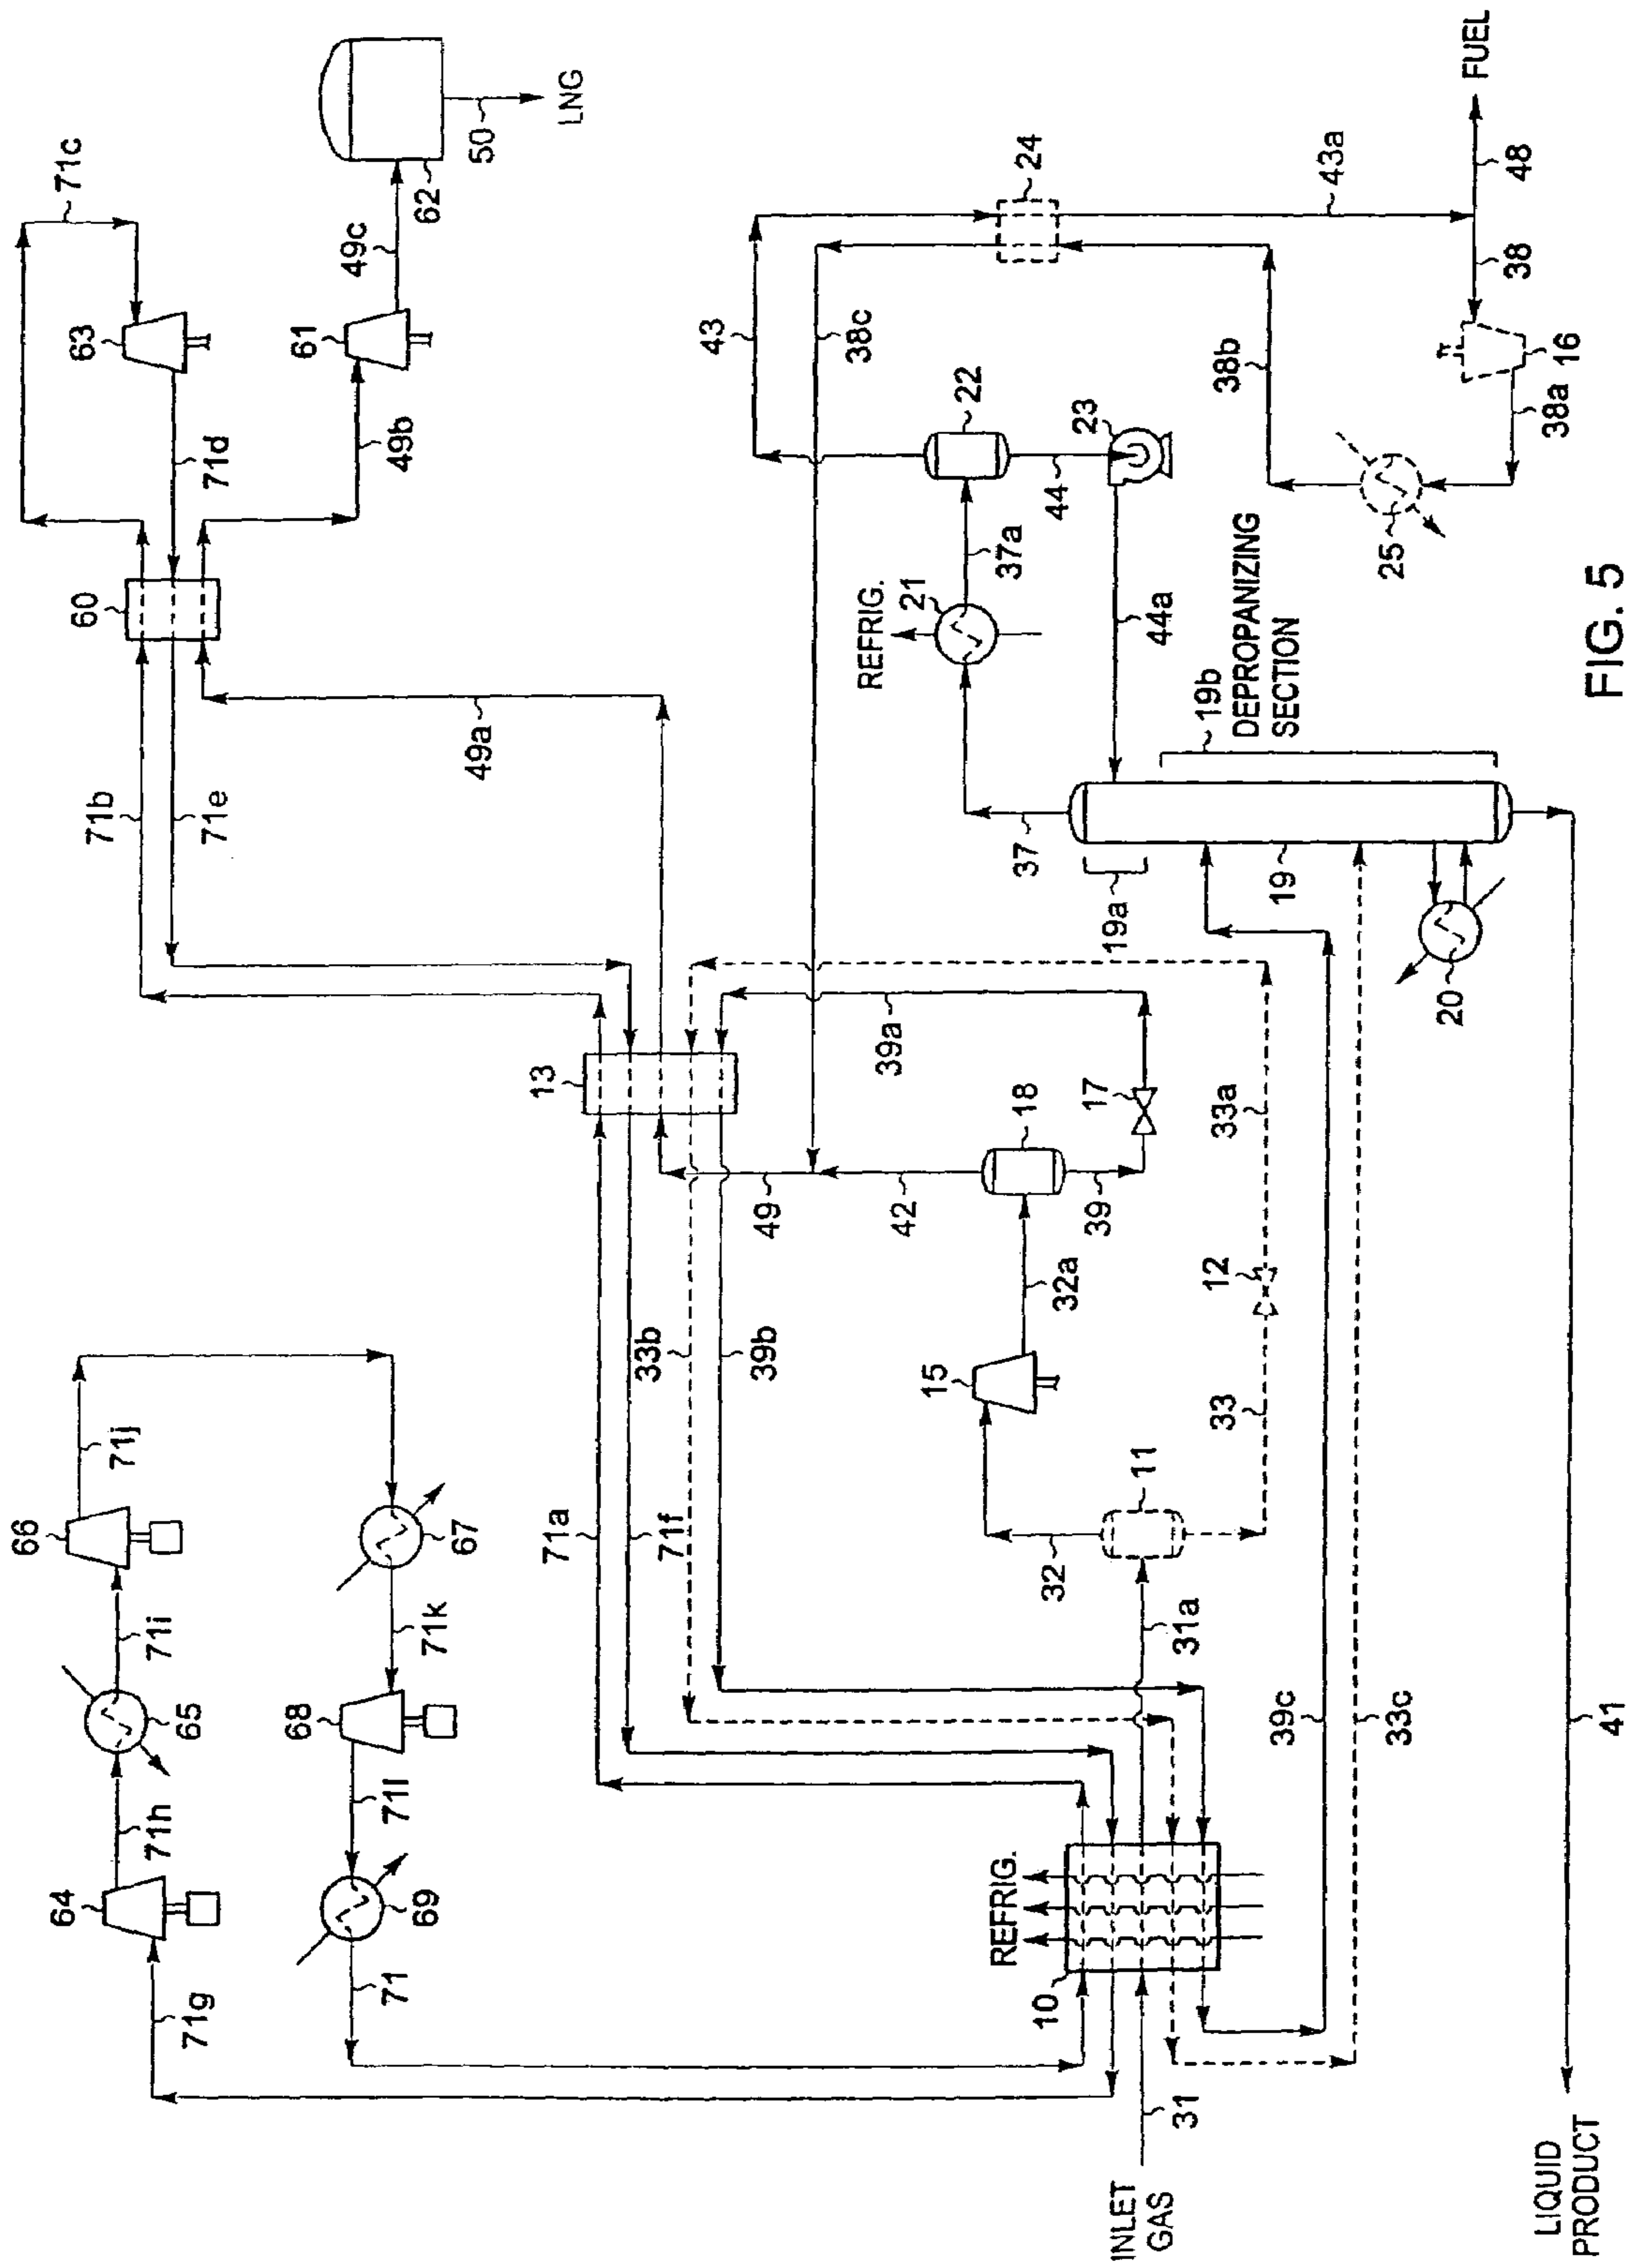 66
71j
64
71h
65
71i
67
71g
71
69
71l
68
71k
71c
63
71d
60
71b
71e
61
49b
49c
62
50
LNG
49a
13
71a
71f
33b
39b
49
42
39a
38c
43
24
43a
38b
15
32a
18
39
17
32
11
31a
33
12
33a
REFRIG.
10
31
INLET
GAS
39c
33c
REFRIG.
21
37a
22
44
23
44a
37
19a
19
19b
DEPROPANIZING
SECTION
20
25
38a
16
38
48
FUEL
41
LIQUID
PRODUCT
FIG. 5